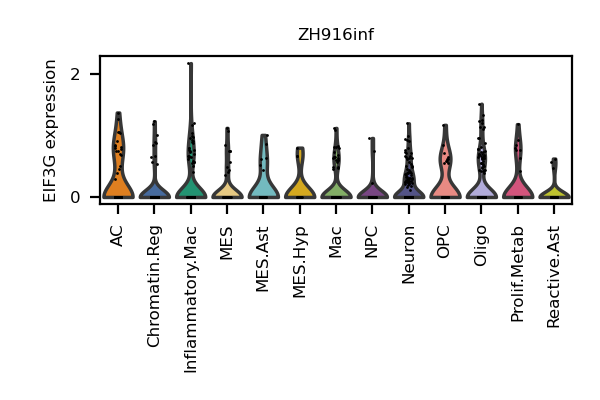 ZH916inf
EIF3G expression
2
0
AC
Chromatin.Reg
Inflammatory.Mac
MES
MES.Ast
MES.Hyp
Mac
NPC
Neuron
OPC
Oligo
Prolif.Metab
Reactive.Ast